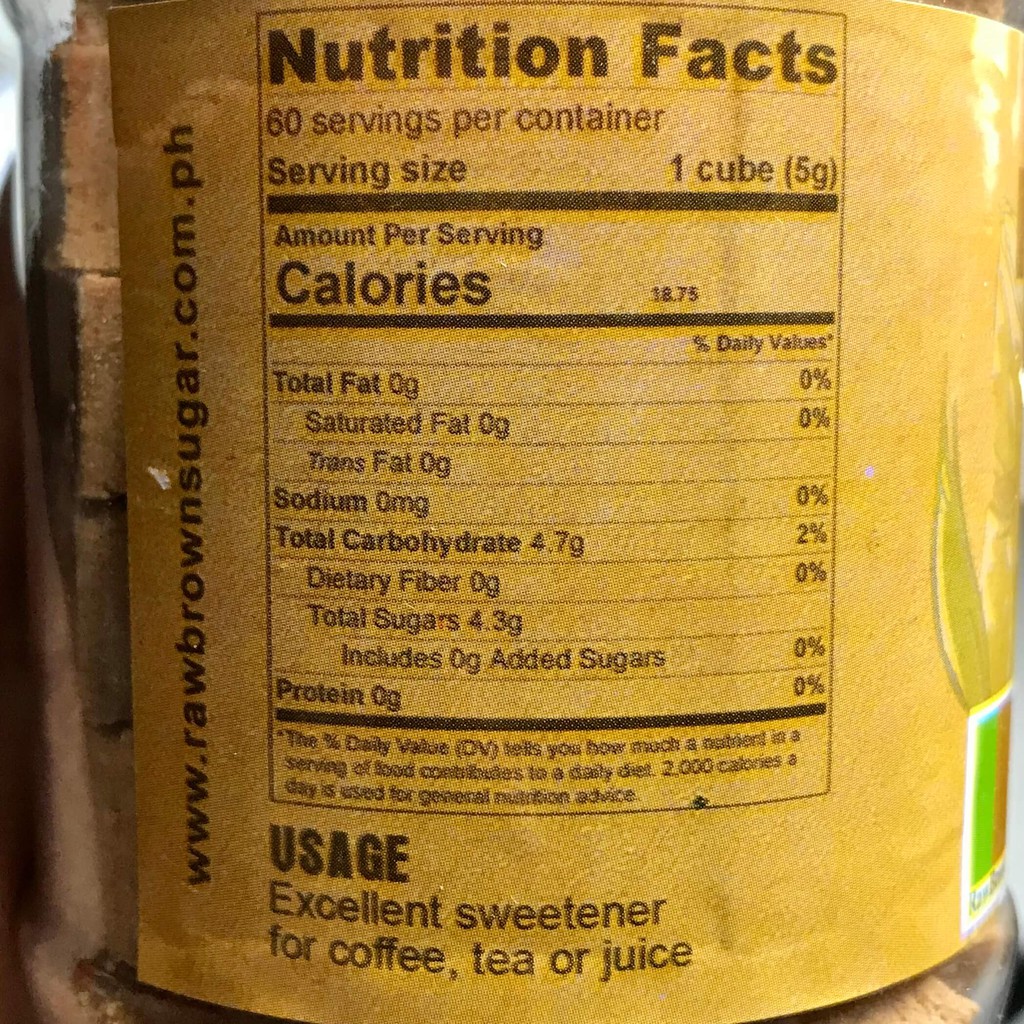 www.rawbrownsugar.com.ph
Nutrition Facts
60 servings per container
Serving size 1 cube (5g)
Amount Per Serving
Calories 18.75
% Daily Values*
Total Fat 0g 0%
Saturated Fat 0g 0%
Trans Fat 0g
Sodium 0mg 0%
Total Carbohydrate 4.7g 2%
Dietary Fiber 0g 0%
Total Sugars 4.3g
Includes 0g Added Sugars 0%
Protein 0g 0%
*The % Daily Value (DV) tells you how much a nutrient in a
serving of food contributes to a daily diet. 2,000 calories a
day is used for general nutrition advice.
USAGE
Excellent sweetener
for coffee, tea or juice
Raw